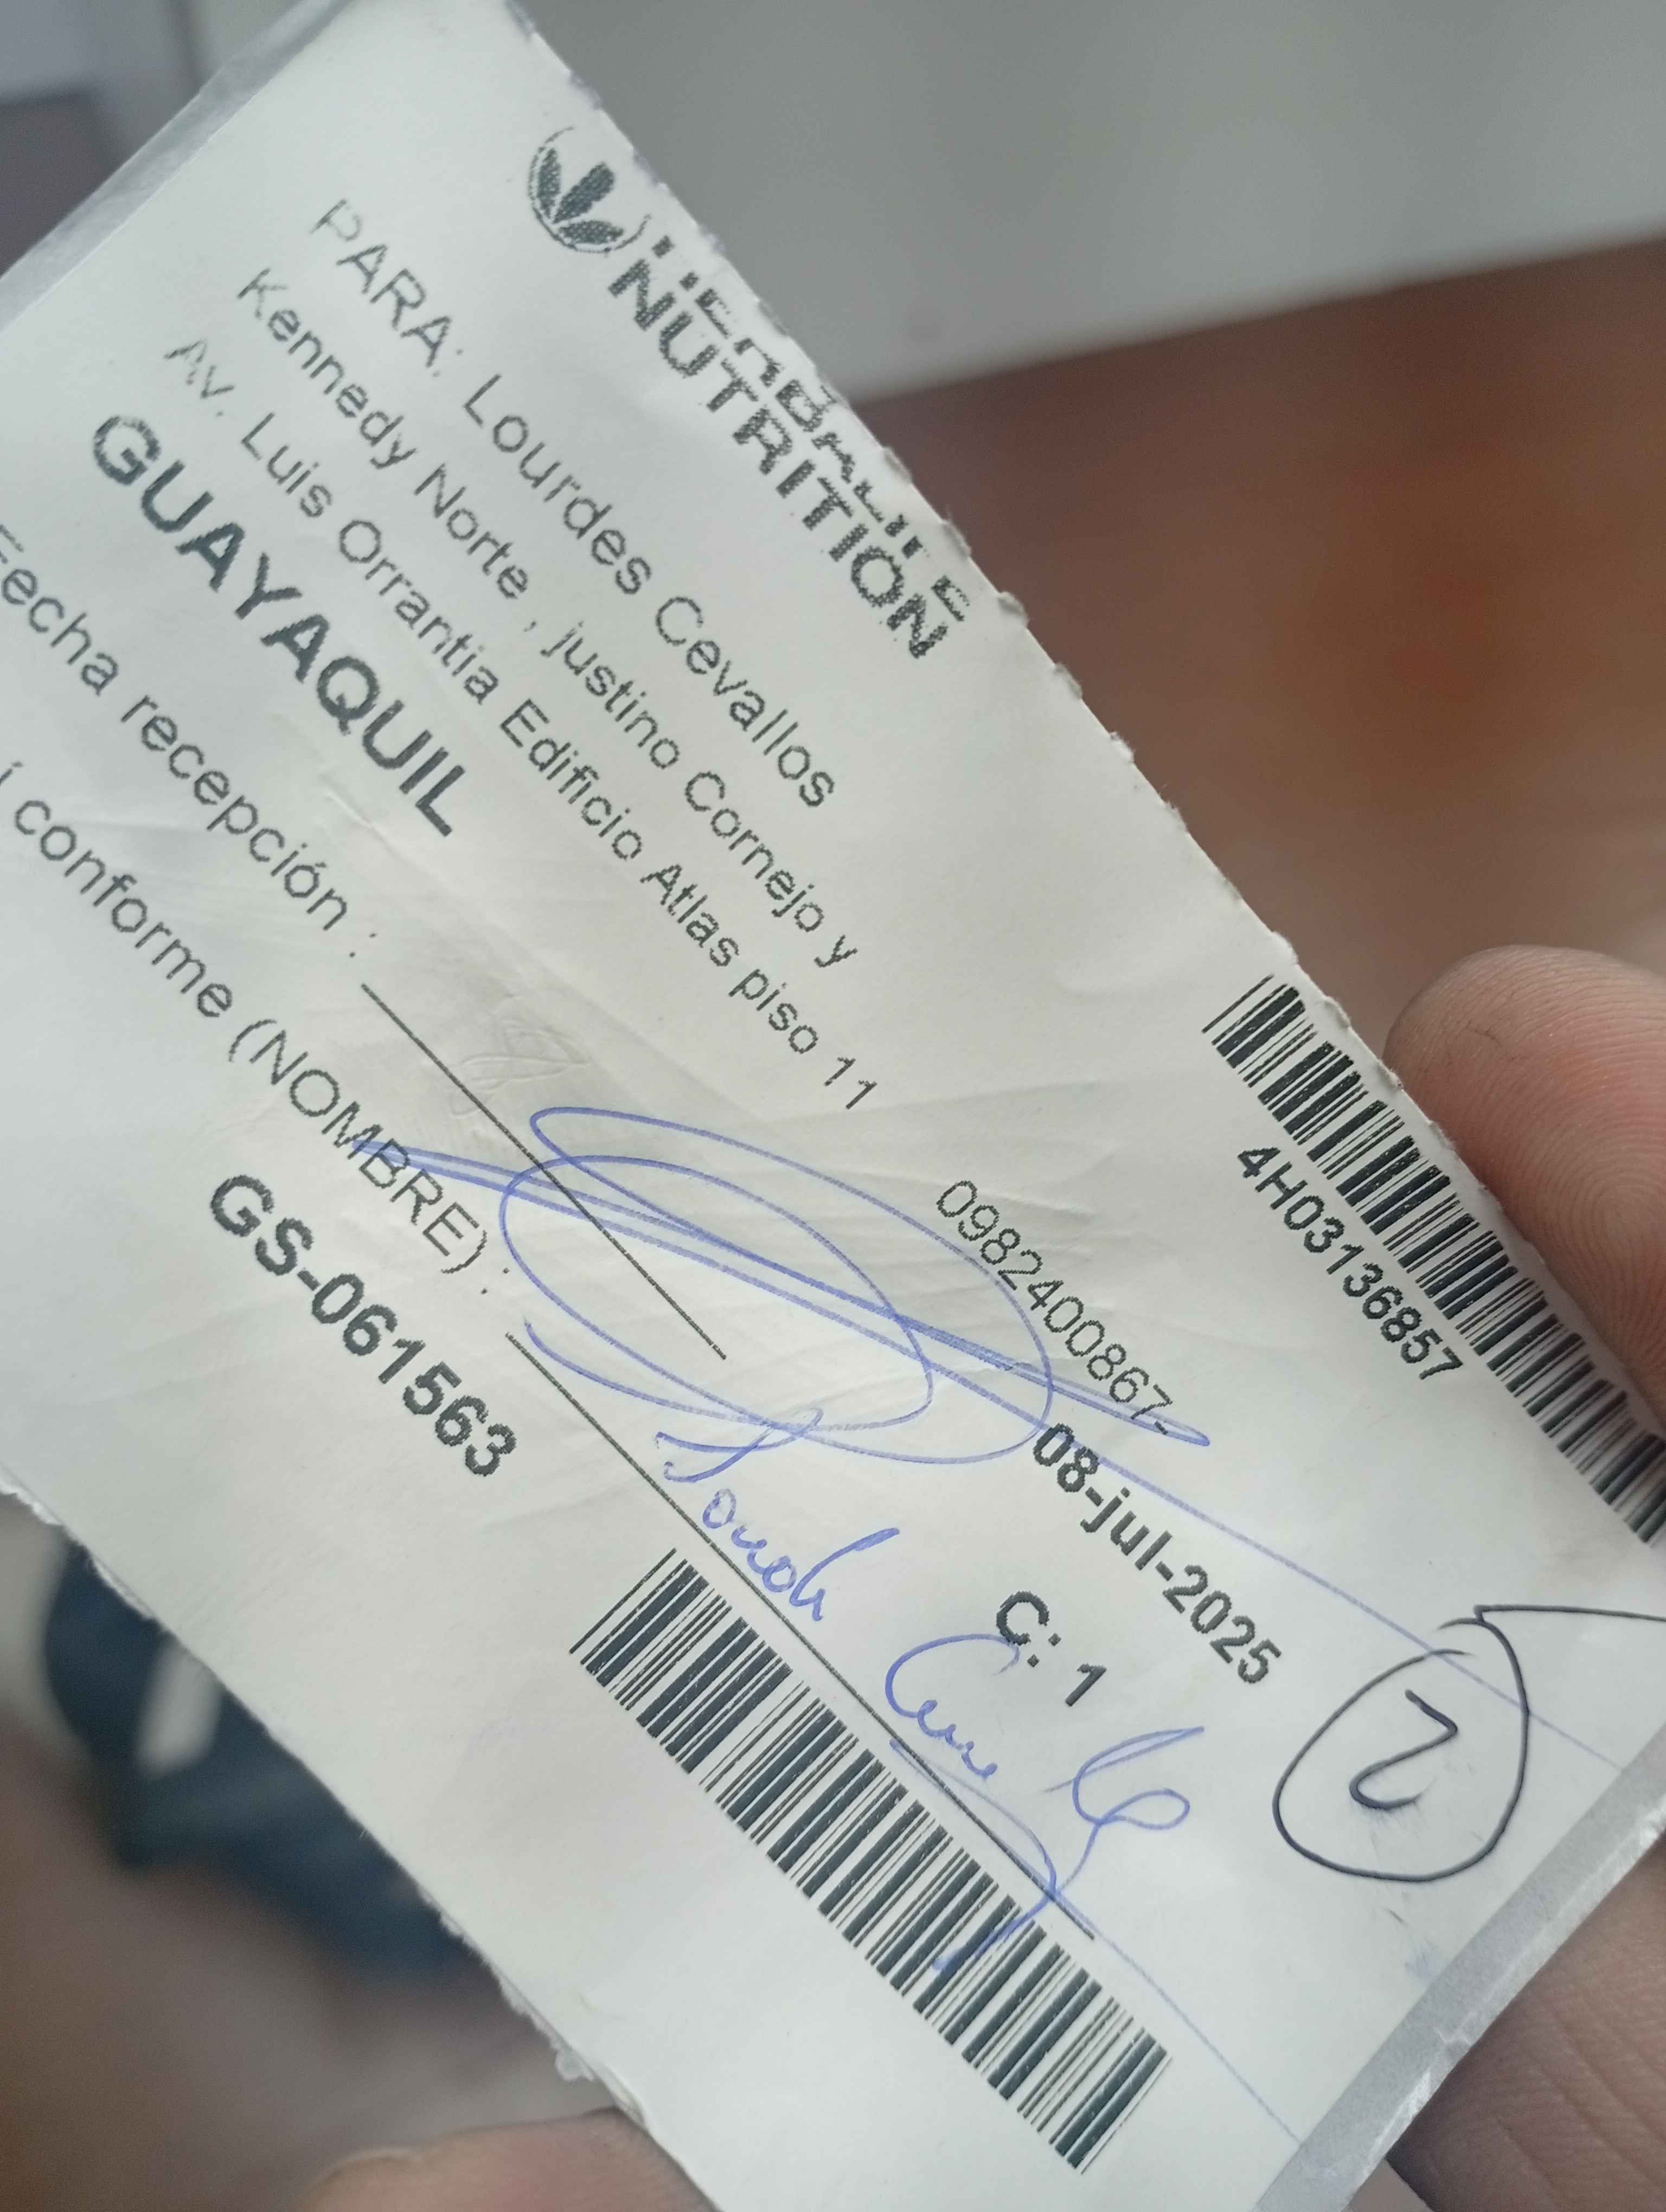 HERBALIFE
NUTRITION
4H03136857
PARA: Lourdes Cevallos
Kennedy Norte , justino Cornejo y
Av. Luis Orrantia Edificio Atlas piso 11
0982400867-
GUAYAQUIL
08-jul-2025
Fecha recepción :
C: 1
í conforme (NOMBRE) :
2
GS-061563